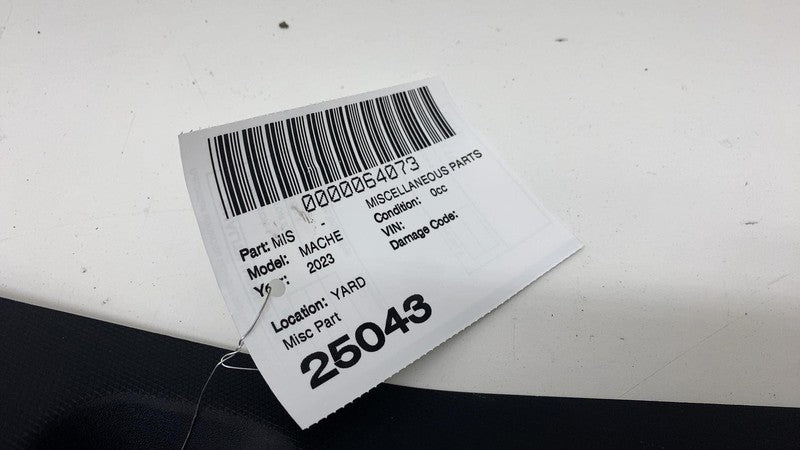 0000064073
Part: MIS - MISCELLANEOUS PARTS
Model: MACHE Condition: 0cc
2023 VIN:
Damage Code:
Location: YARD
Misc Part
25043